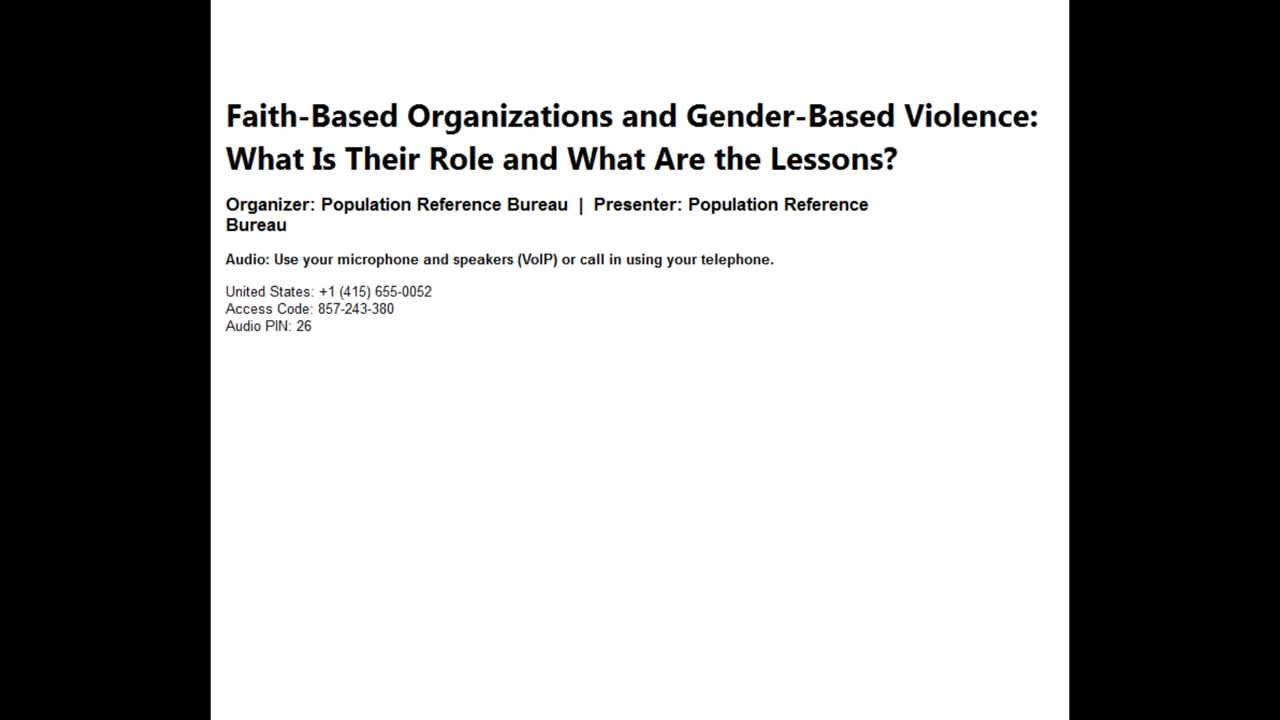 Faith-Based Organizations and Gender-Based Violence:
What Is Their Role and What Are the Lessons?
Organizer: Population Reference Bureau | Presenter: Population Reference
Bureau
Audio: Use your microphone and speakers (VoIP) or call in using your telephone.
United States: +1 (415) 655-0052
Access Code: 857-243-380
Audio PIN: 26